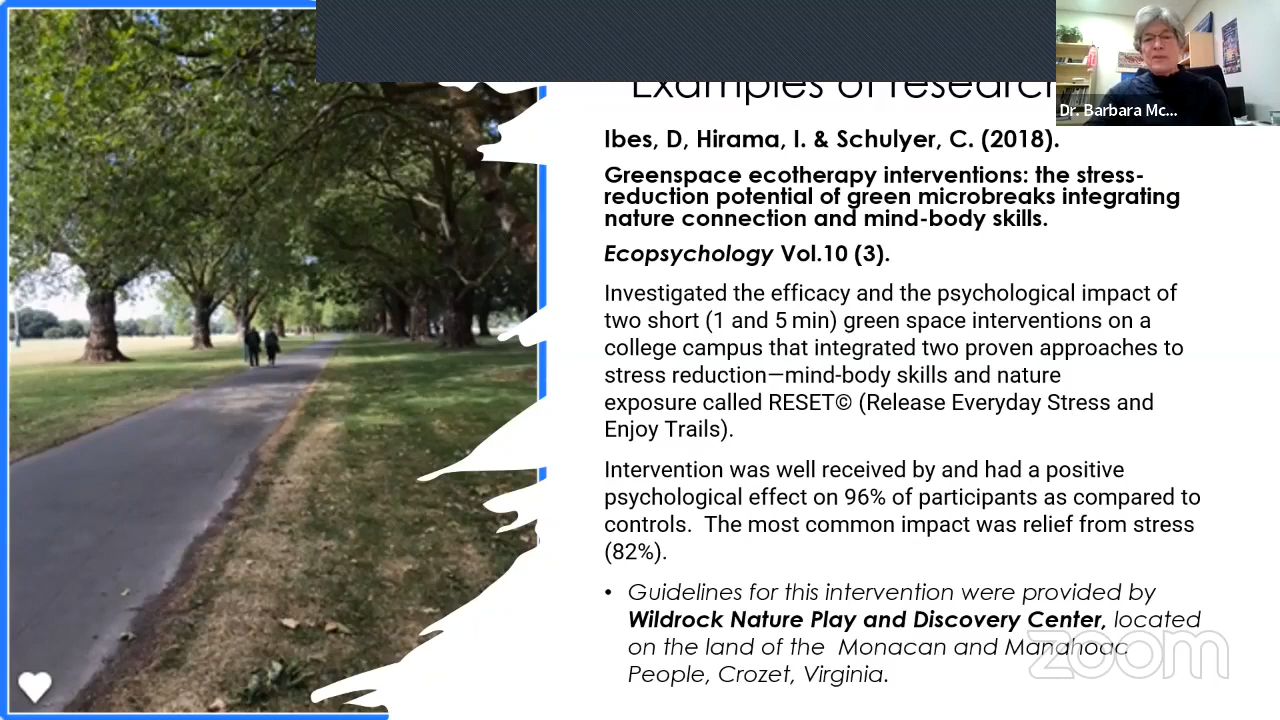 Examples of research
Dr. Barbara Mc...
Ibes, D, Hirama, I. & Schulyer, C. (2018).
Greenspace ecotherapy interventions: the stress-
reduction potential of green microbreaks integrating
nature connection and mind-body skills.
Ecopsychology Vol.10 (3).
Investigated the efficacy and the psychological impact of
two short (1 and 5 min) green space interventions on a
college campus that integrated two proven approaches to
stress reduction—mind-body skills and nature
exposure called RESET© (Release Everyday Stress and
Enjoy Trails).
Intervention was well received by and had a positive
psychological effect on 96% of participants as compared to
controls. The most common impact was relief from stress
(82%).
• Guidelines for this intervention were provided by
Wildrock Nature Play and Discovery Center, located
on the land of the Monacan and Manahoac
People, Crozet, Virginia.
zoom